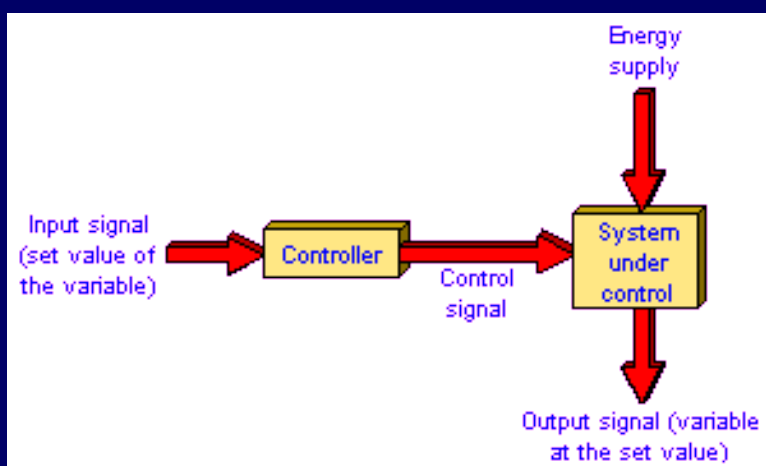 Energy
supply
Input signal
(set value of
the variable)
Controller
Control
signal
System
under
control
Output signal (variable
at the set value)